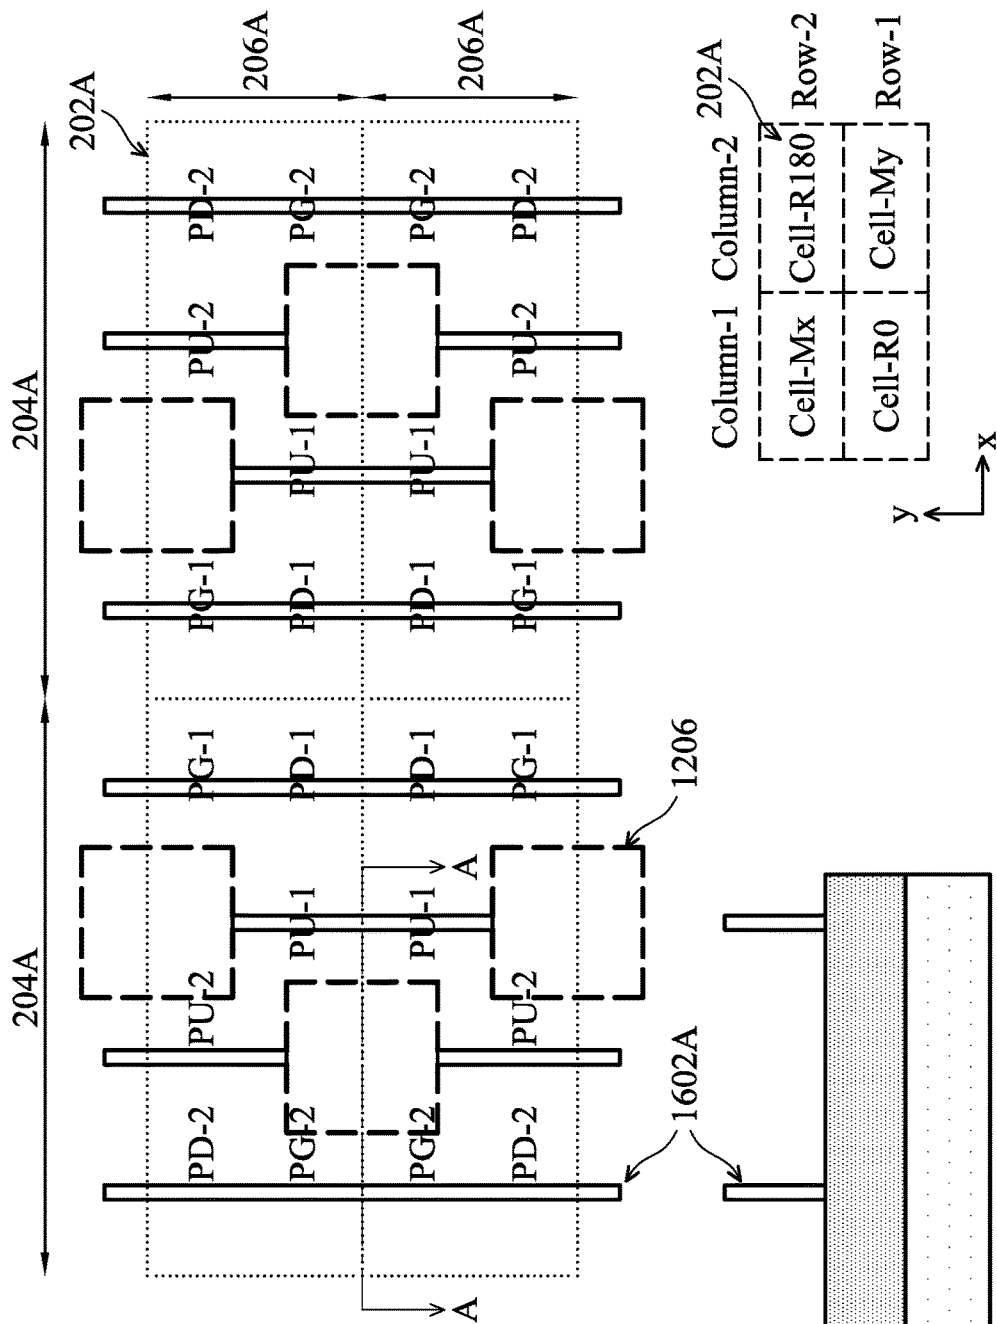 204A 204A
202A
PD-2 PU-2 PG-1 PG-1 PU-2 PD-2
206A
PG-2 PU-1 PD-1 PD-1 PU-1 PG-2
PG-2 PU-1 PD-1 PD-1 PU-1 PG-2
A A
206A
PD-2 PU-2 PG-1 PG-1 PU-2 PD-2
1602A 1206
202A
Column-1 Column-2
Cell-Mx Cell-R180 Row-2
Cell-R0 Cell-My Row-1
y
x